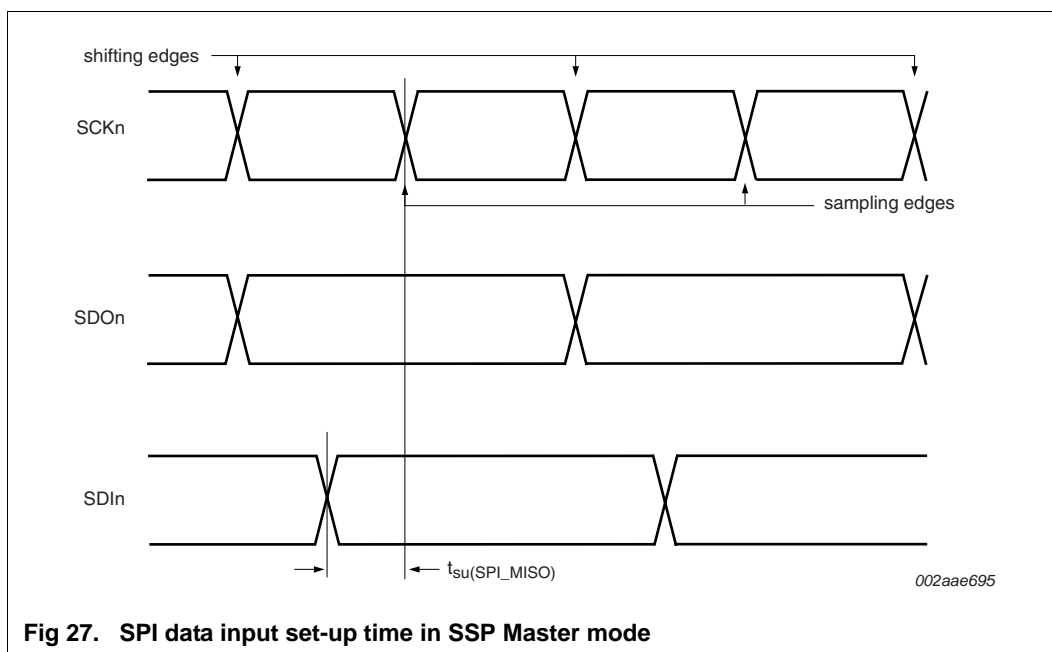 shifting edges
SCKn
sampling edges
SDOn
SDIn
tsu(SPI_MISO)
002aae695
Fig 27. SPI data input set-up time in SSP Master mode